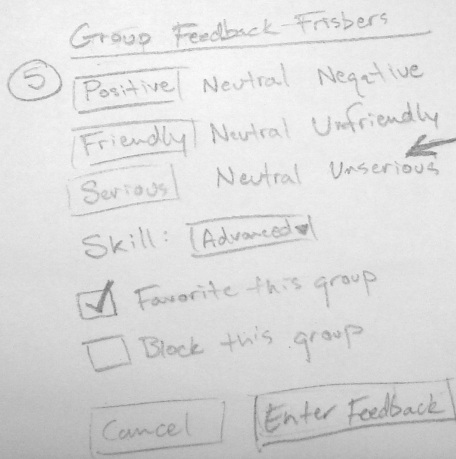 Group Feedback-Frisbers
5 Positive Neutral Negative
Friendly Neutral Unfriendly
Serious Neutral Unserious
Skill: Advanced
Favorite this group
Block this group
Cancel Enter Feedback